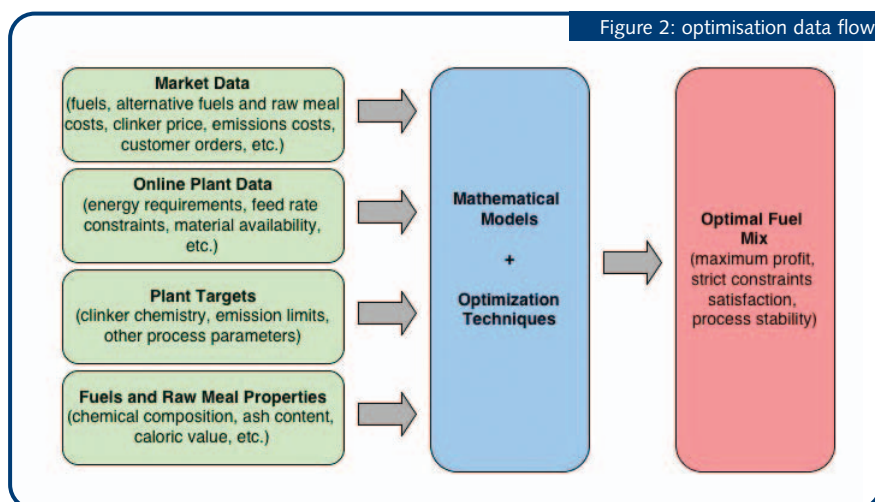 Figure 2: optimisation data flow
Market Data
(fuels, alternative fuels and raw meal
costs, clinker price, emissions costs,
customer orders, etc.)
Online Plant Data
(energy requirements, feed rate
constraints, material availability,
etc.)
Plant Targets
(clinker chemistry, emission limits,
other process parameters)
Fuels and Raw Meal Properties
(chemical composition, ash content,
caloric value, etc.)
Mathematical
Models
+
Optimization
Techniques
Optimal Fuel
Mix
(maximum profit,
strict constraints
satisfaction,
process stability)